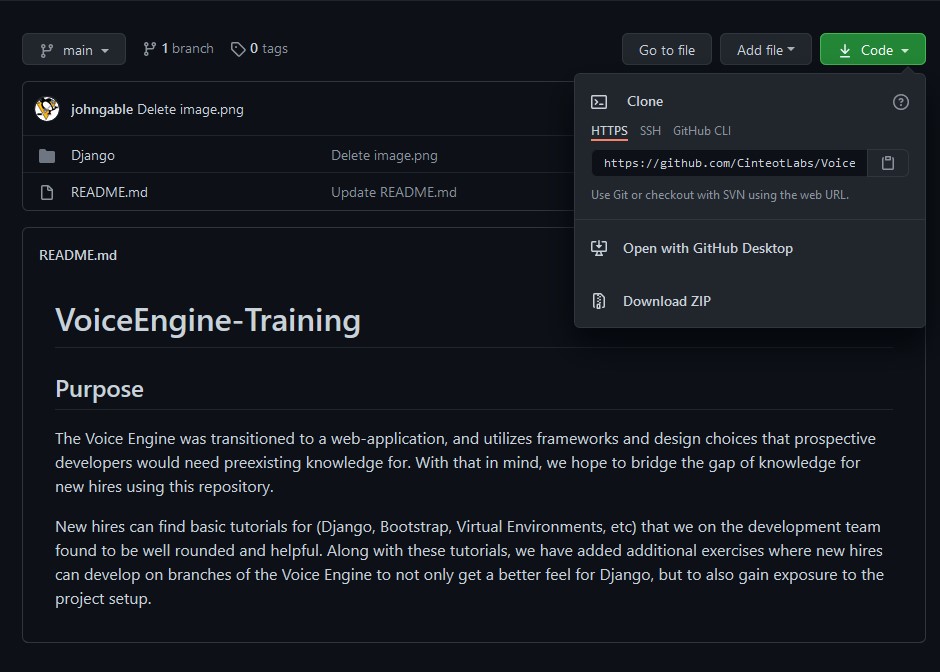 main
1 branch
0 tags
Go to file
Add file
Code
johngable Delete image.png
Django
Delete image.png
README.md
Update README.md
Clone
HTTPS
SSH
GitHub CLI
https://github.com/CinteotLabs/Voice
Use Git or checkout with SVN using the web URL.
Open with GitHub Desktop
Download ZIP
README.md
VoiceEngine-Training
Purpose
The Voice Engine was transitioned to a web-application, and utilizes frameworks and design choices that prospective
developers would need preexisting knowledge for. With that in mind, we hope to bridge the gap of knowledge for
new hires using this repository.
New hires can find basic tutorials for (Django, Bootstrap, Virtual Environments, etc) that we on the development team
found to be well rounded and helpful. Along with these tutorials, we have added additional exercises where new hires
can develop on branches of the Voice Engine to not only get a better feel for Django, but to also gain exposure to the
project setup.